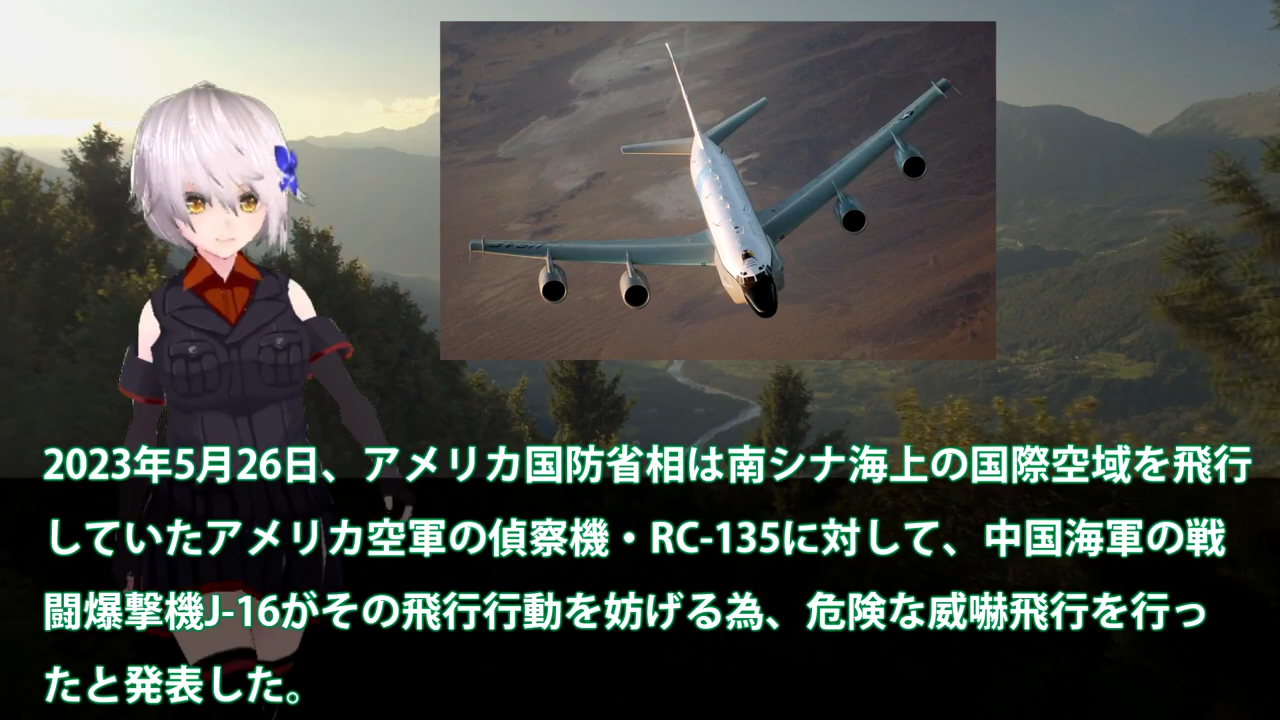 2023年5月26日、アメリカ国防省相は南シナ海上の国際空域を飛行
していたアメリカ空軍の偵察機・RC-135に対して、中国海軍の戦
闘爆撃機J-16がその飛行行動を妨げる為、危険な威嚇飛行を行っ
たと発表した。